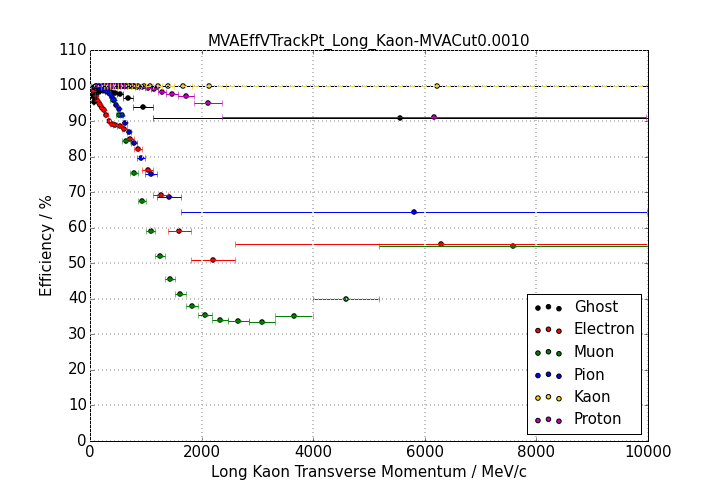 MVAEffVTrackPt_Long_Kaon-MVACut0.0010
110
100
90
80
70
60
50
40
30
20
10
0
Efficiency / %
Ghost
Electron
Muon
Pion
Kaon
Proton
0 2000 4000 6000 8000 10000
Long Kaon Transverse Momentum / MeV/c